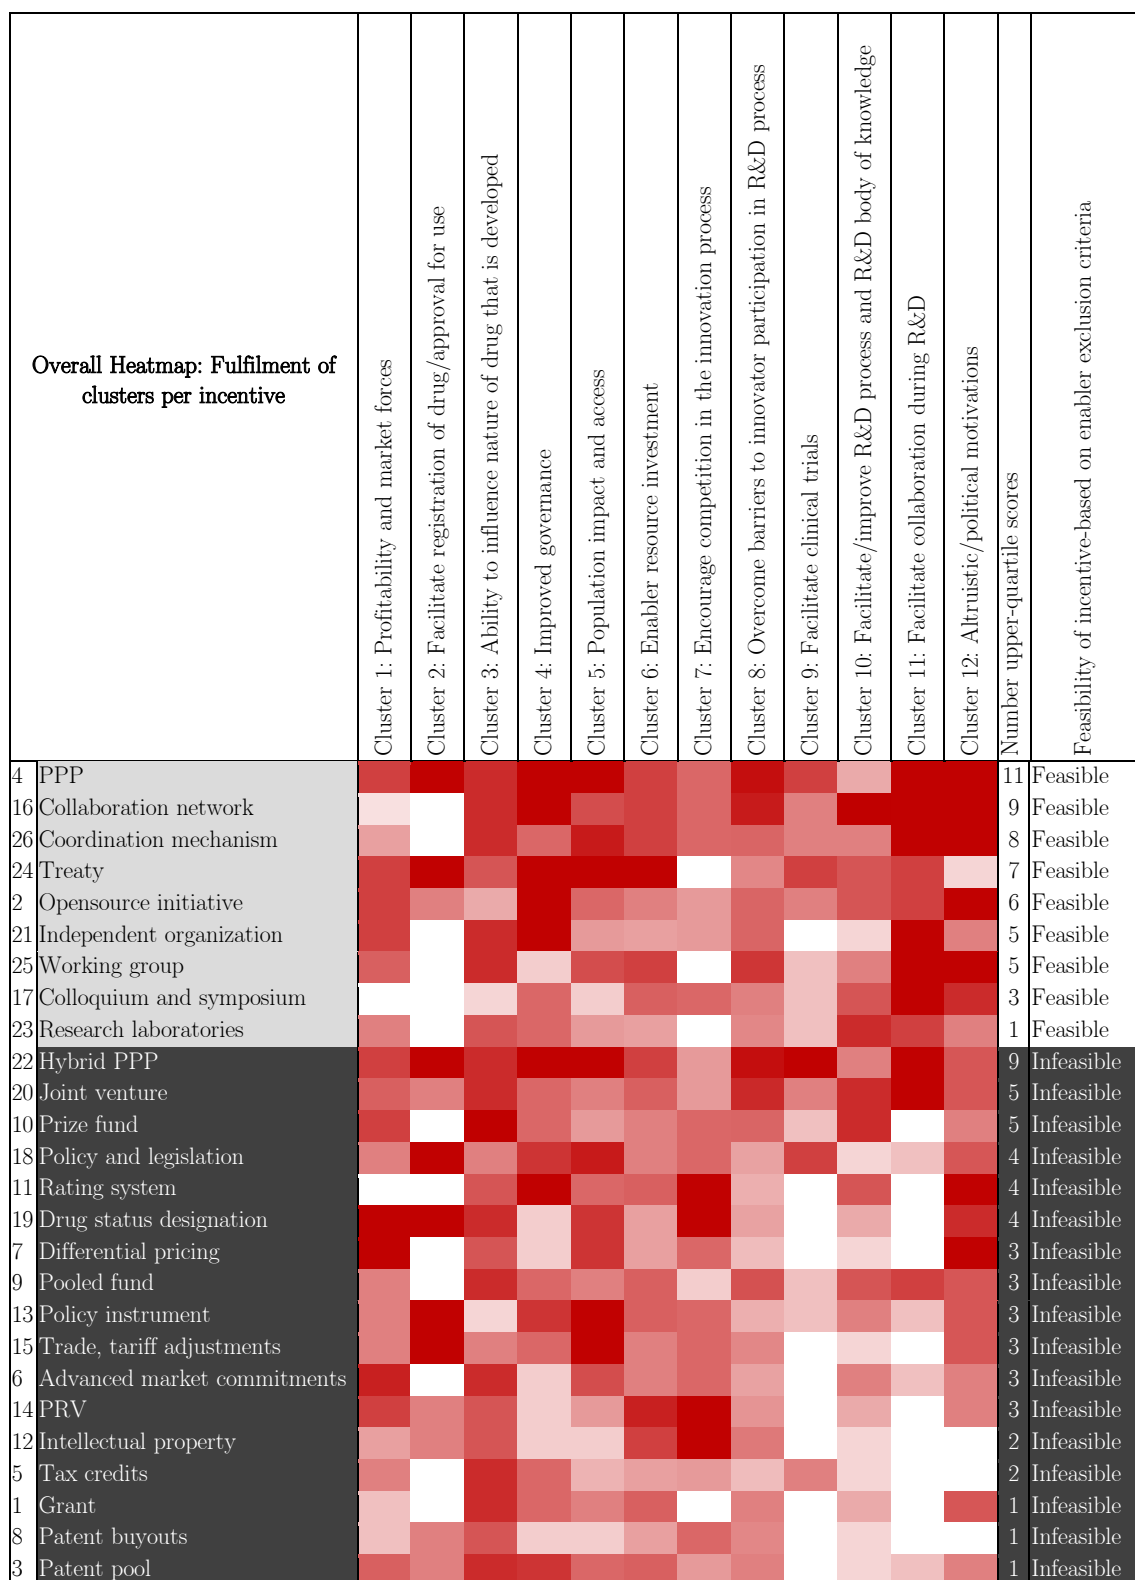 Overall Heatmap: Fulfilment of
clusters per incentive
Cluster 1: Profitability and market forces
Cluster 2: Facilitate registration of drug/approval for use
Cluster 3: Ability to influence nature of drug that is developed
Cluster 4: Improved governance
Cluster 5: Population impact and access
Cluster 6: Enabler resource investment
Cluster 7: Encourage competition in the innovation process
Cluster 8: Overcome barriers to innovator participation in R&D process
Cluster 9: Facilitate clinical trials
Cluster 10: Facilitate/improve R&D process and R&D body of knowledge
Cluster 11: Facilitate collaboration during R&D
Cluster 12: Altruistic/political motivations
Number upper-quartile scores
Feasibility of incentive-based on enabler exclusion criteria
4 PPP 11 Feasible
16 Collaboration network 9 Feasible
26 Coordination mechanism 8 Feasible
24 Treaty 7 Feasible
2 Opensource initiative 6 Feasible
21 Independent organization 5 Feasible
25 Working group 5 Feasible
17 Colloquium and symposium 3 Feasible
23 Research laboratories 1 Feasible
22 Hybrid PPP 9 Infeasible
20 Joint venture 5 Infeasible
10 Prize fund 5 Infeasible
18 Policy and legislation 4 Infeasible
11 Rating system 4 Infeasible
19 Drug status designation 4 Infeasible
7 Differential pricing 3 Infeasible
9 Pooled fund 3 Infeasible
13 Policy instrument 3 Infeasible
15 Trade, tariff adjustments 3 Infeasible
6 Advanced market commitments 3 Infeasible
14 PRV 3 Infeasible
12 Intellectual property 2 Infeasible
5 Tax credits 2 Infeasible
1 Grant 1 Infeasible
8 Patent buyouts 1 Infeasible
3 Patent pool 1 Infeasible